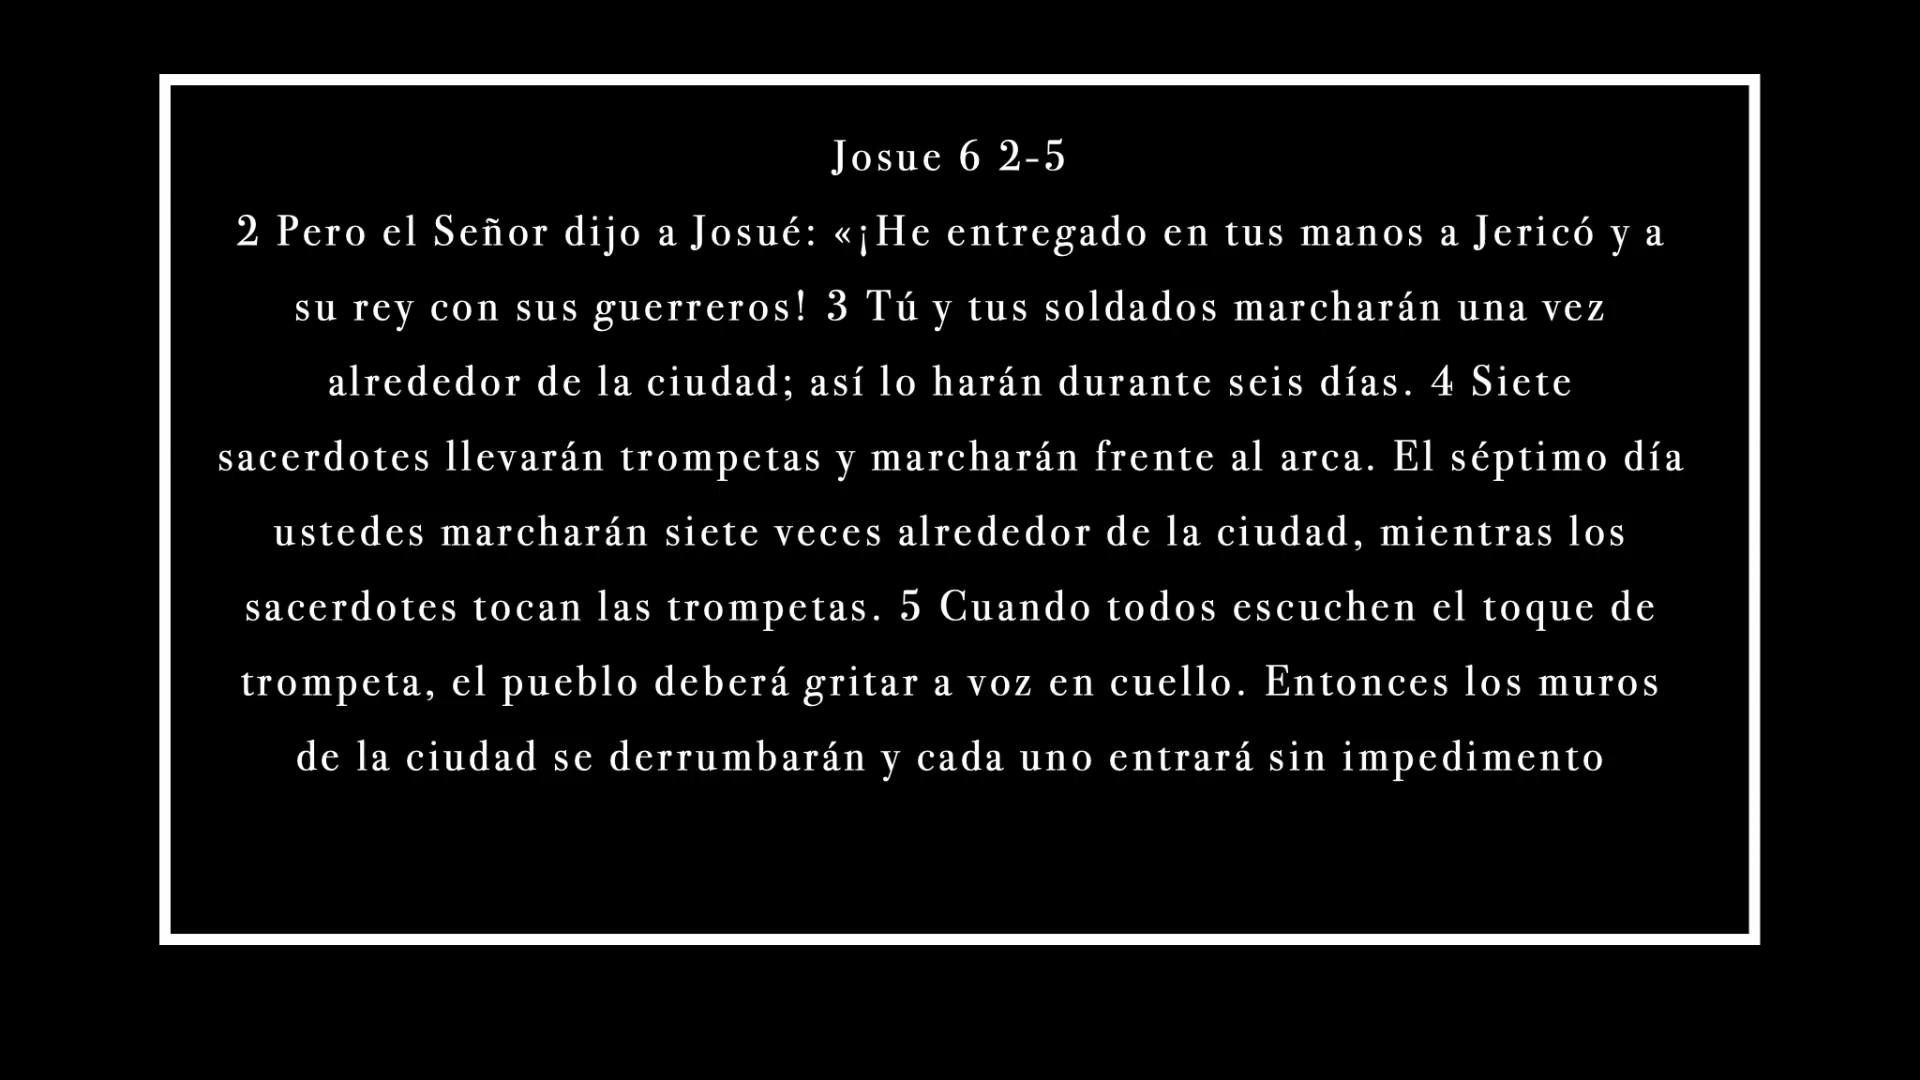 Josue 6 2-5
2 Pero el Señor dijo a Josué: «¡He entregado en tus manos a Jericó y a
su rey con sus guerreros! 3 Tú y tus soldados marcharán una vez
alrededor de la ciudad; así lo harán durante seis días. 4 Siete
sacerdotes llevarán trompetas y marcharán frente al arca. El séptimo día
ustedes marcharán siete veces alrededor de la ciudad, mientras los
sacerdotes tocan las trompetas. 5 Cuando todos escuchen el toque de
trompeta, el pueblo deberá gritar a voz en cuello. Entonces los muros
de la ciudad se derrumbarán y cada uno entrará sin impedimento